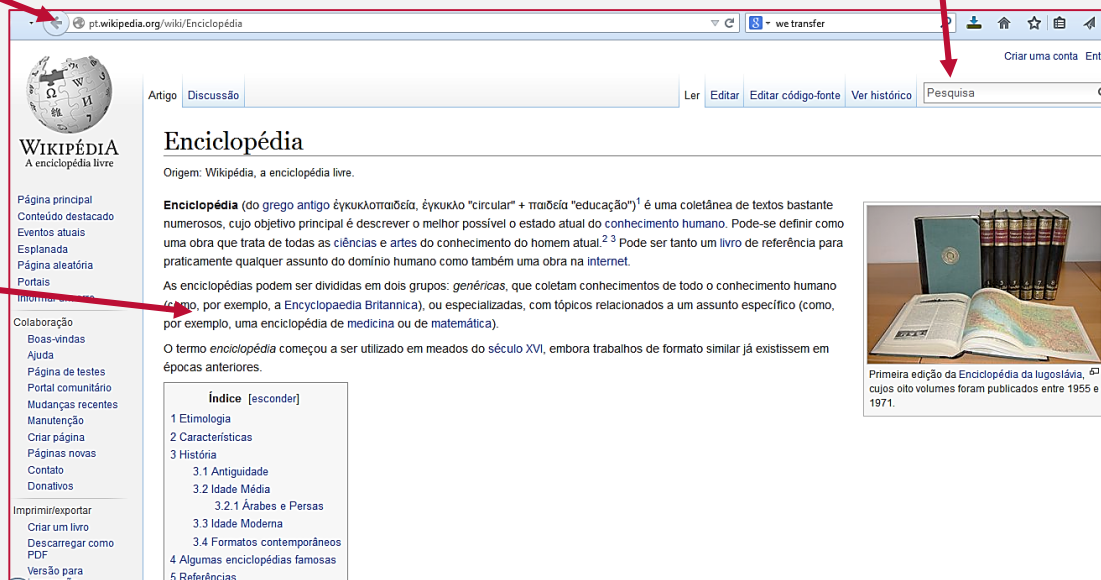 pt.wikipedia.org/wiki/Enciclopédia
we transfer
Criar uma conta Ent
Artigo Discussão
Ler Editar Editar código-fonte Ver histórico Pesquisa
WIKIPÉDIA
A enciclopédia livre
Enciclopédia
Origem: Wikipédia, a enciclopédia livre.
Enciclopédia (do grego antigo ἐγκυκλοπαιδεία, ἐγκυκλο "circular" + παιδεία "educação")1 é uma coletânea de textos bastante
numerosos, cujo objetivo principal é descrever o melhor possível o estado atual do conhecimento humano. Pode-se definir como
uma obra que trata de todas as ciências e artes do conhecimento do homem atual.2 3 Pode ser tanto um livro de referência para
praticamente qualquer assunto do domínio humano como também uma obra na internet.
As enciclopédias podem ser divididas em dois grupos: genéricas, que coletam conhecimentos de todo o conhecimento humano
(como, por exemplo, a Encyclopaedia Britannica), ou especializadas, com tópicos relacionados a um assunto específico (como,
por exemplo, uma enciclopédia de medicina ou de matemática).
O termo enciclopédia começou a ser utilizado em meados do século XVI, embora trabalhos de formato similar já existissem em
épocas anteriores.
Índice [esconder]
1 Etimologia
2 Características
3 História
3.1 Antiguidade
3.2 Idade Média
3.2.1 Árabes e Persas
3.3 Idade Moderna
3.4 Formatos contemporâneos
4 Algumas enciclopédias famosas
5 Referências
Primeira edição da Enciclopédia da Iugoslávia,
cujos oito volumes foram publicados entre 1955 e
1971.
Página principal
Conteúdo destacado
Eventos atuais
Esplanada
Página aleatória
Portais
Informar um erro
Colaboração
Boas-vindas
Ajuda
Página de testes
Portal comunitário
Mudanças recentes
Manutenção
Criar página
Páginas novas
Contato
Donativos
Imprimir/exportar
Criar um livro
Descarregar como
PDF
Versão para